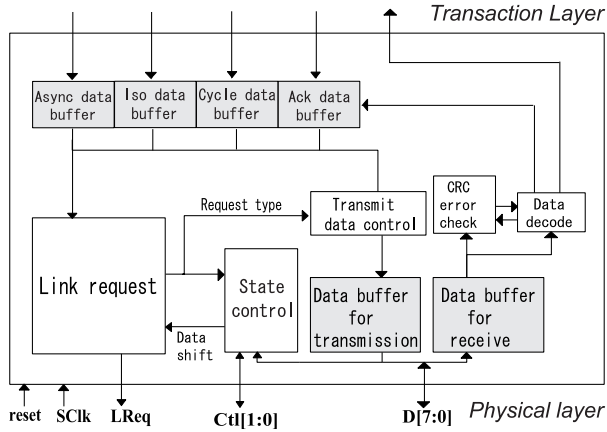 Transaction Layer
Async data
buffer
Iso data
buffer
Cycle data
buffer
Ack data
buffer
CRC
error
check
Data
decode
Request type
Transmit
data control
Link request
State
control
Data buffer
for
transmission
Data buffer
for
receive
Data
shift
reset
SClk
LReq
Ctl[1:0]
D[7:0]
Physical layer